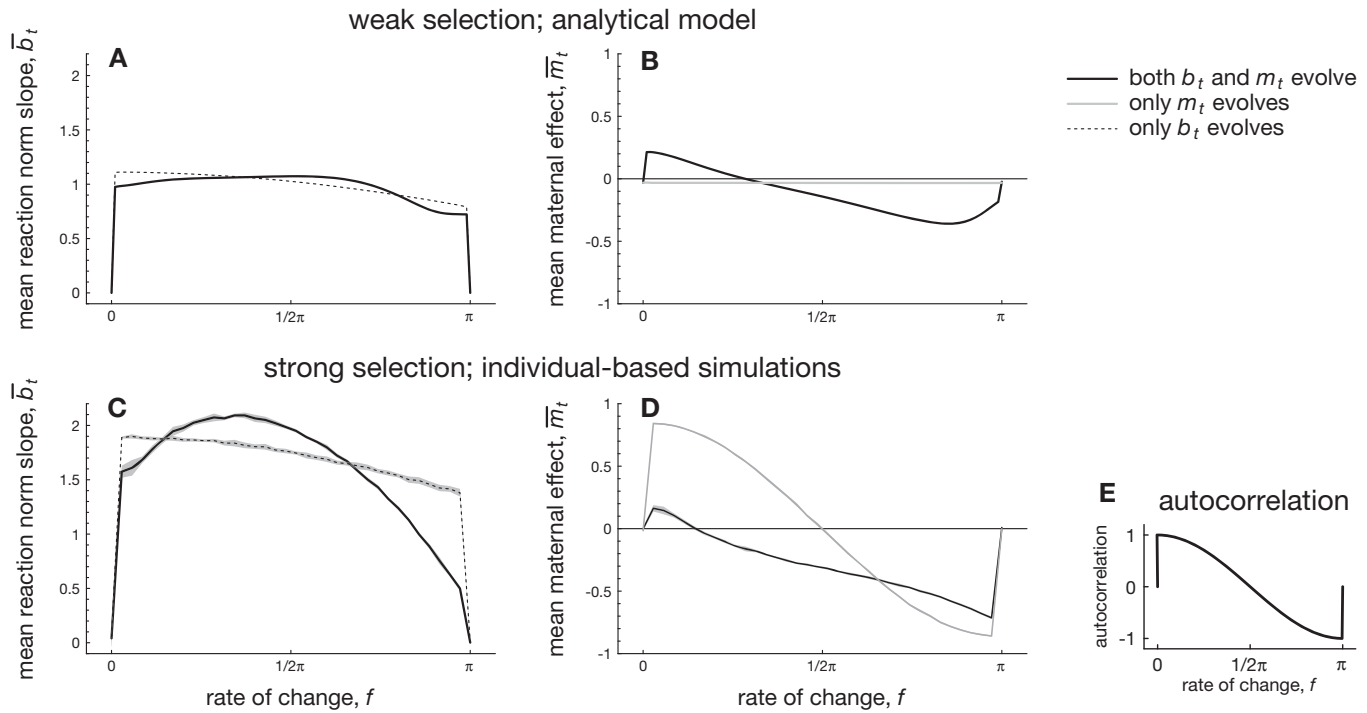 weak selection; analytical model
A
mean reaction norm slope, b̅ₜ
2
1.5
1
0.5
0
0
1/2π
π
B
mean maternal effect, m̅ₜ
1
0.5
0
-0.5
-1
0
1/2π
π
both bₜ and mₜ evolve
only mₜ evolves
only bₜ evolves
strong selection; individual-based simulations
C
mean reaction norm slope, b̅ₜ
2
1.5
1
0.5
0
0
1/2π
π
rate of change, f
D
mean maternal effect, m̅ₜ
1
0.5
0
-0.5
-1
0
1/2π
π
rate of change, f
E
autocorrelation
autocorrelation
1
0
-1
0
1/2π
π
rate of change, f